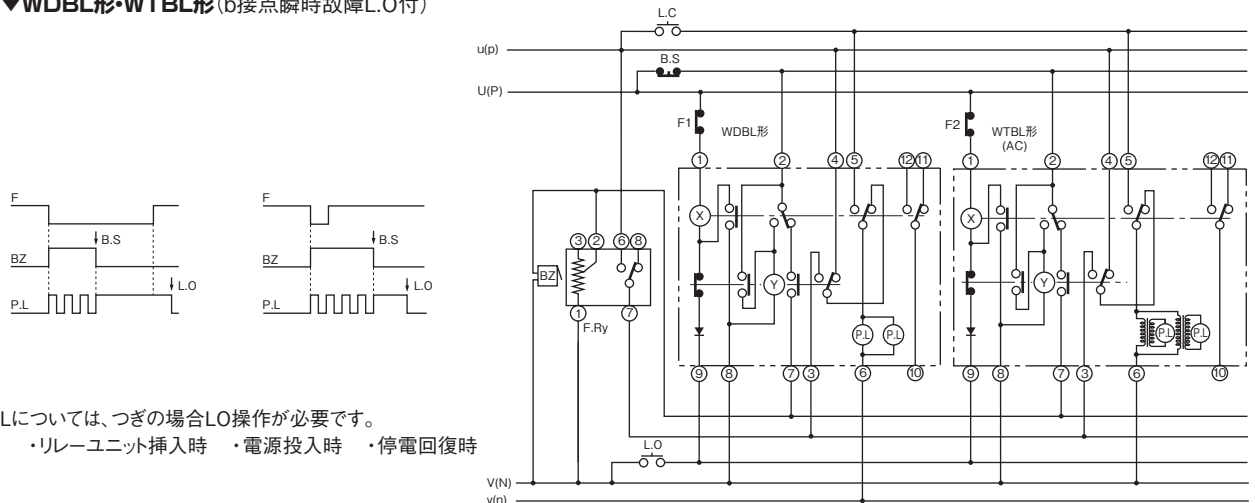 ▼WDBL形・WTBL形(b接点瞬時故障L.O付)
F
B.S
BZ
L.O
P.L
F
B.S
BZ
L.O
P.L
Lについては、つぎの場合LO操作が必要です。
・リレーユニット挿入時 ・電源投入時 ・停電回復時
L.C
u(p)
B.S
U(P)
F1
WDBL形
F2
WTBL形
(AC)
① ② ④ ⑤ ⑫ ⑪
① ② ④ ⑤ ⑫ ⑪
X
X
③ ② ⑥ ⑧
BZ
Y
Y
① ⑦
F.Ry
P.L P.L
P.L P.L
⑨ ⑧ ⑦ ③ ⑥ ⑩
⑨ ⑧ ⑦ ③ ⑥ ⑩
L.O
V(N)
v(n)